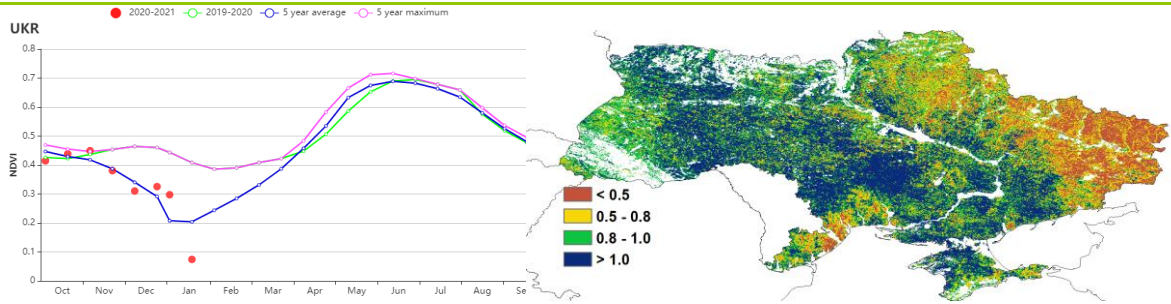 2020-2021 2019-2020 5 year average 5 year maximum
UKR
0.8
0.7
0.6
0.5
0.4
0.3
0.2
0.1
0
NDVI
Oct Nov Dec Jan Feb Mar Apr May Jun Jul Aug Se
< 0.5
0.5 - 0.8
0.8 - 1.0
> 1.0